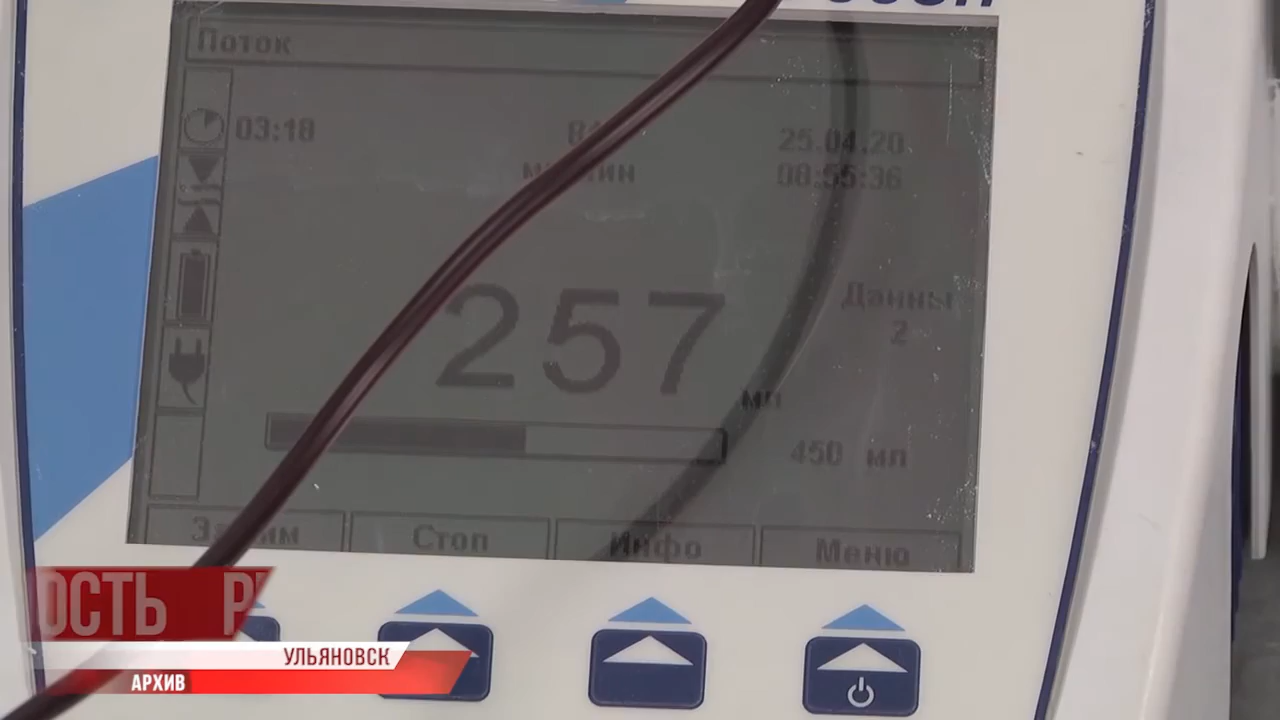 Поток
03:18
25.04.20
08:55:36
257
мл
Данны
2
450 мл
Стоп
Инфо
Меню
ОСТЬ
УЛЬЯНОВСК
АРХИВ